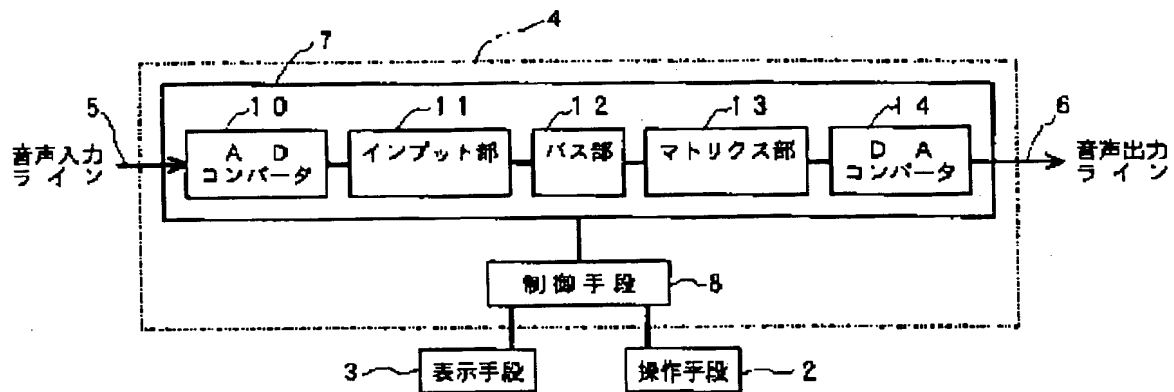 4
7
5
10
11
12
13
14
6
音声入力
ライン
A D
コンバータ
インプット部
バス部
マトリクス部
D A
コンバータ
音声出力
ライン
制御手段
8
3
表示手段
操作手段
2